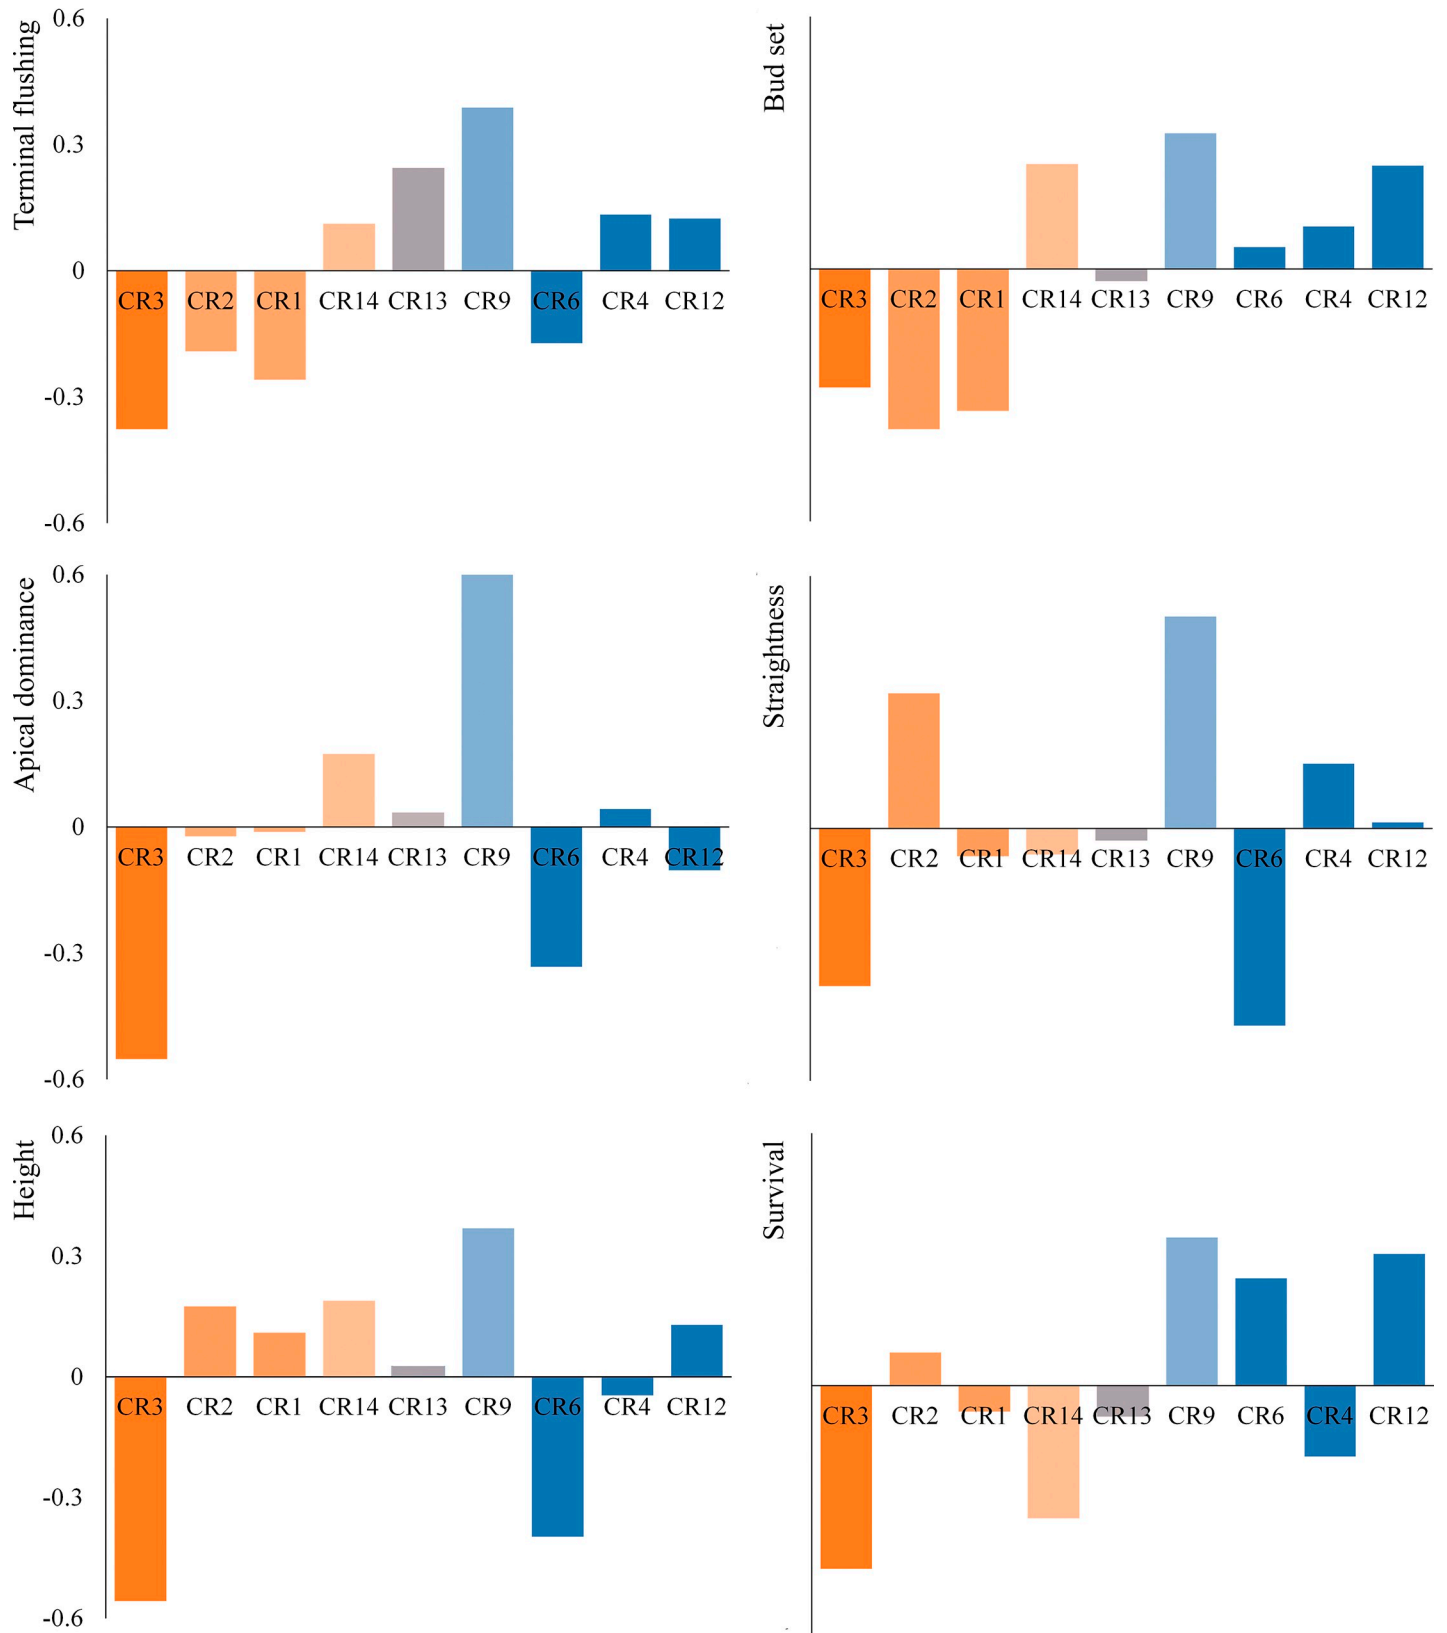 Terminal flushing
0.6
0.3
0
-0.3
-0.6
CR3 CR2 CR1 CR14 CR13 CR9 CR6 CR4 CR12
Bud set
CR3 CR2 CR1 CR14 CR13 CR9 CR6 CR4 CR12
Apical dominance
0.6
0.3
0
-0.3
-0.6
CR3 CR2 CR1 CR14 CR13 CR9 CR6 CR4 CR12
Straightness
CR3 CR2 CR1 CR14 CR13 CR9 CR6 CR4 CR12
Height
0.6
0.3
0
-0.3
-0.6
CR3 CR2 CR1 CR14 CR13 CR9 CR6 CR4 CR12
Survival
CR3 CR2 CR1 CR14 CR13 CR9 CR6 CR4 CR12